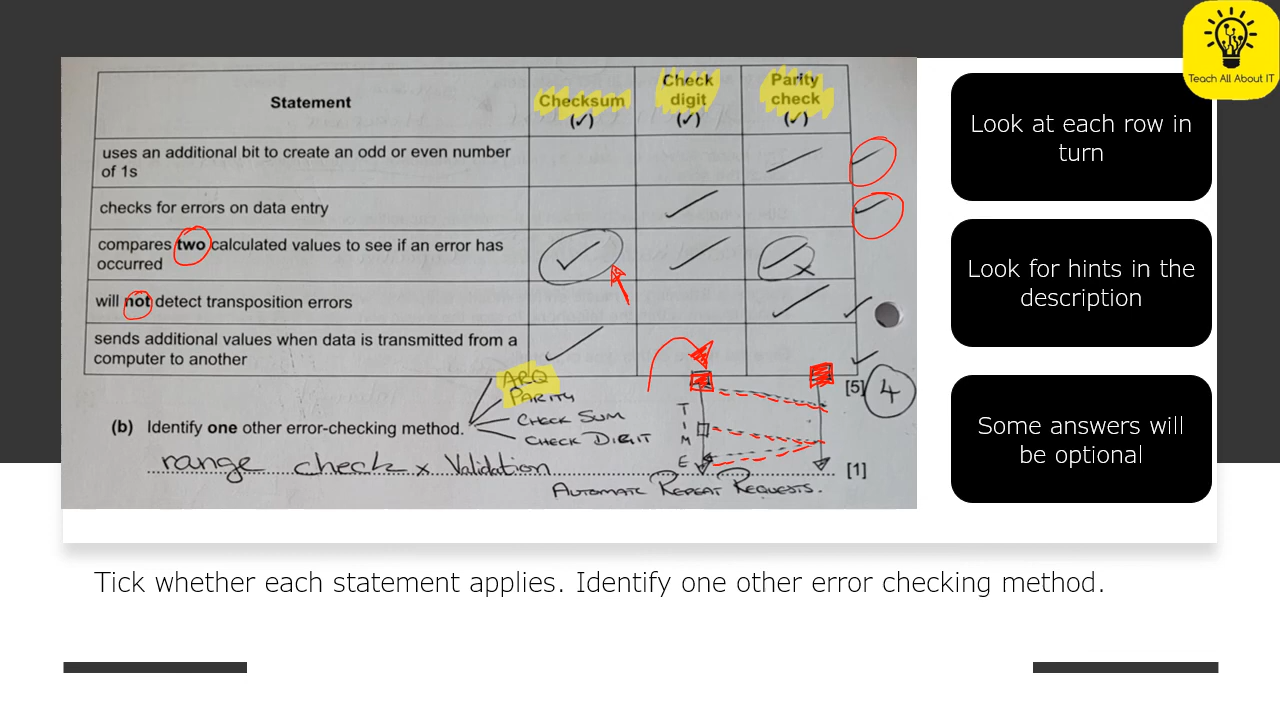 Teach All About IT
Statement
Checksum
(✓)
Check
digit
(✓)
Parity
check
(✓)
uses an additional bit to create an odd or even number
of 1s
checks for errors on data entry
compares two calculated values to see if an error has
occurred
will not detect transposition errors
sends additional values when data is transmitted from a
computer to another
[5]
4
ARQ
PARITY
CHECK SUM
CHECK DIGIT
TIME
(b) Identify one other error-checking method.
range check x Validation
[1]
AUTOMATIC REPEAT REQUESTS.
Look at each row in
turn
Look for hints in the
description
Some answers will
be optional
Tick whether each statement applies. Identify one other error checking method.